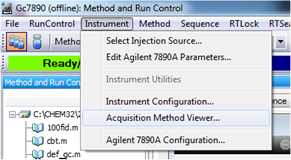 Gc7890 (offline): Method and Run Control
File RunControl Instrument Method Sequence RTLock RTSea
Metho
Ready/
Method and Run Control
C:\CHEM32\
100fid.m
cbt.m
def_gc.m
Select Injection Source...
Edit Agilent 7890A Parameters...
Instrument Utilities
Instrument Configuration...
Acquisition Method Viewer...
Agilent 7890A Configuration...